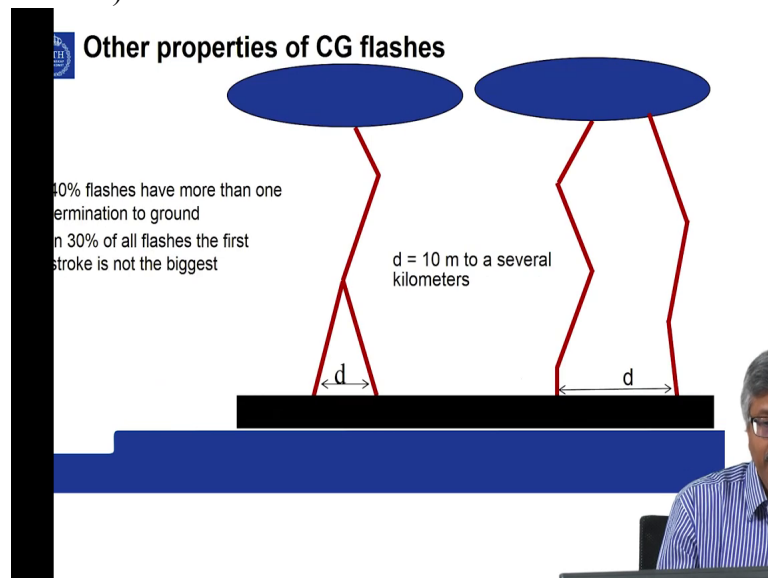 Other properties of CG flashes
40% flashes have more than one
ermination to ground
n 30% of all flashes the first
stroke is not the biggest
d = 10 m to a several
kilometers
d
d